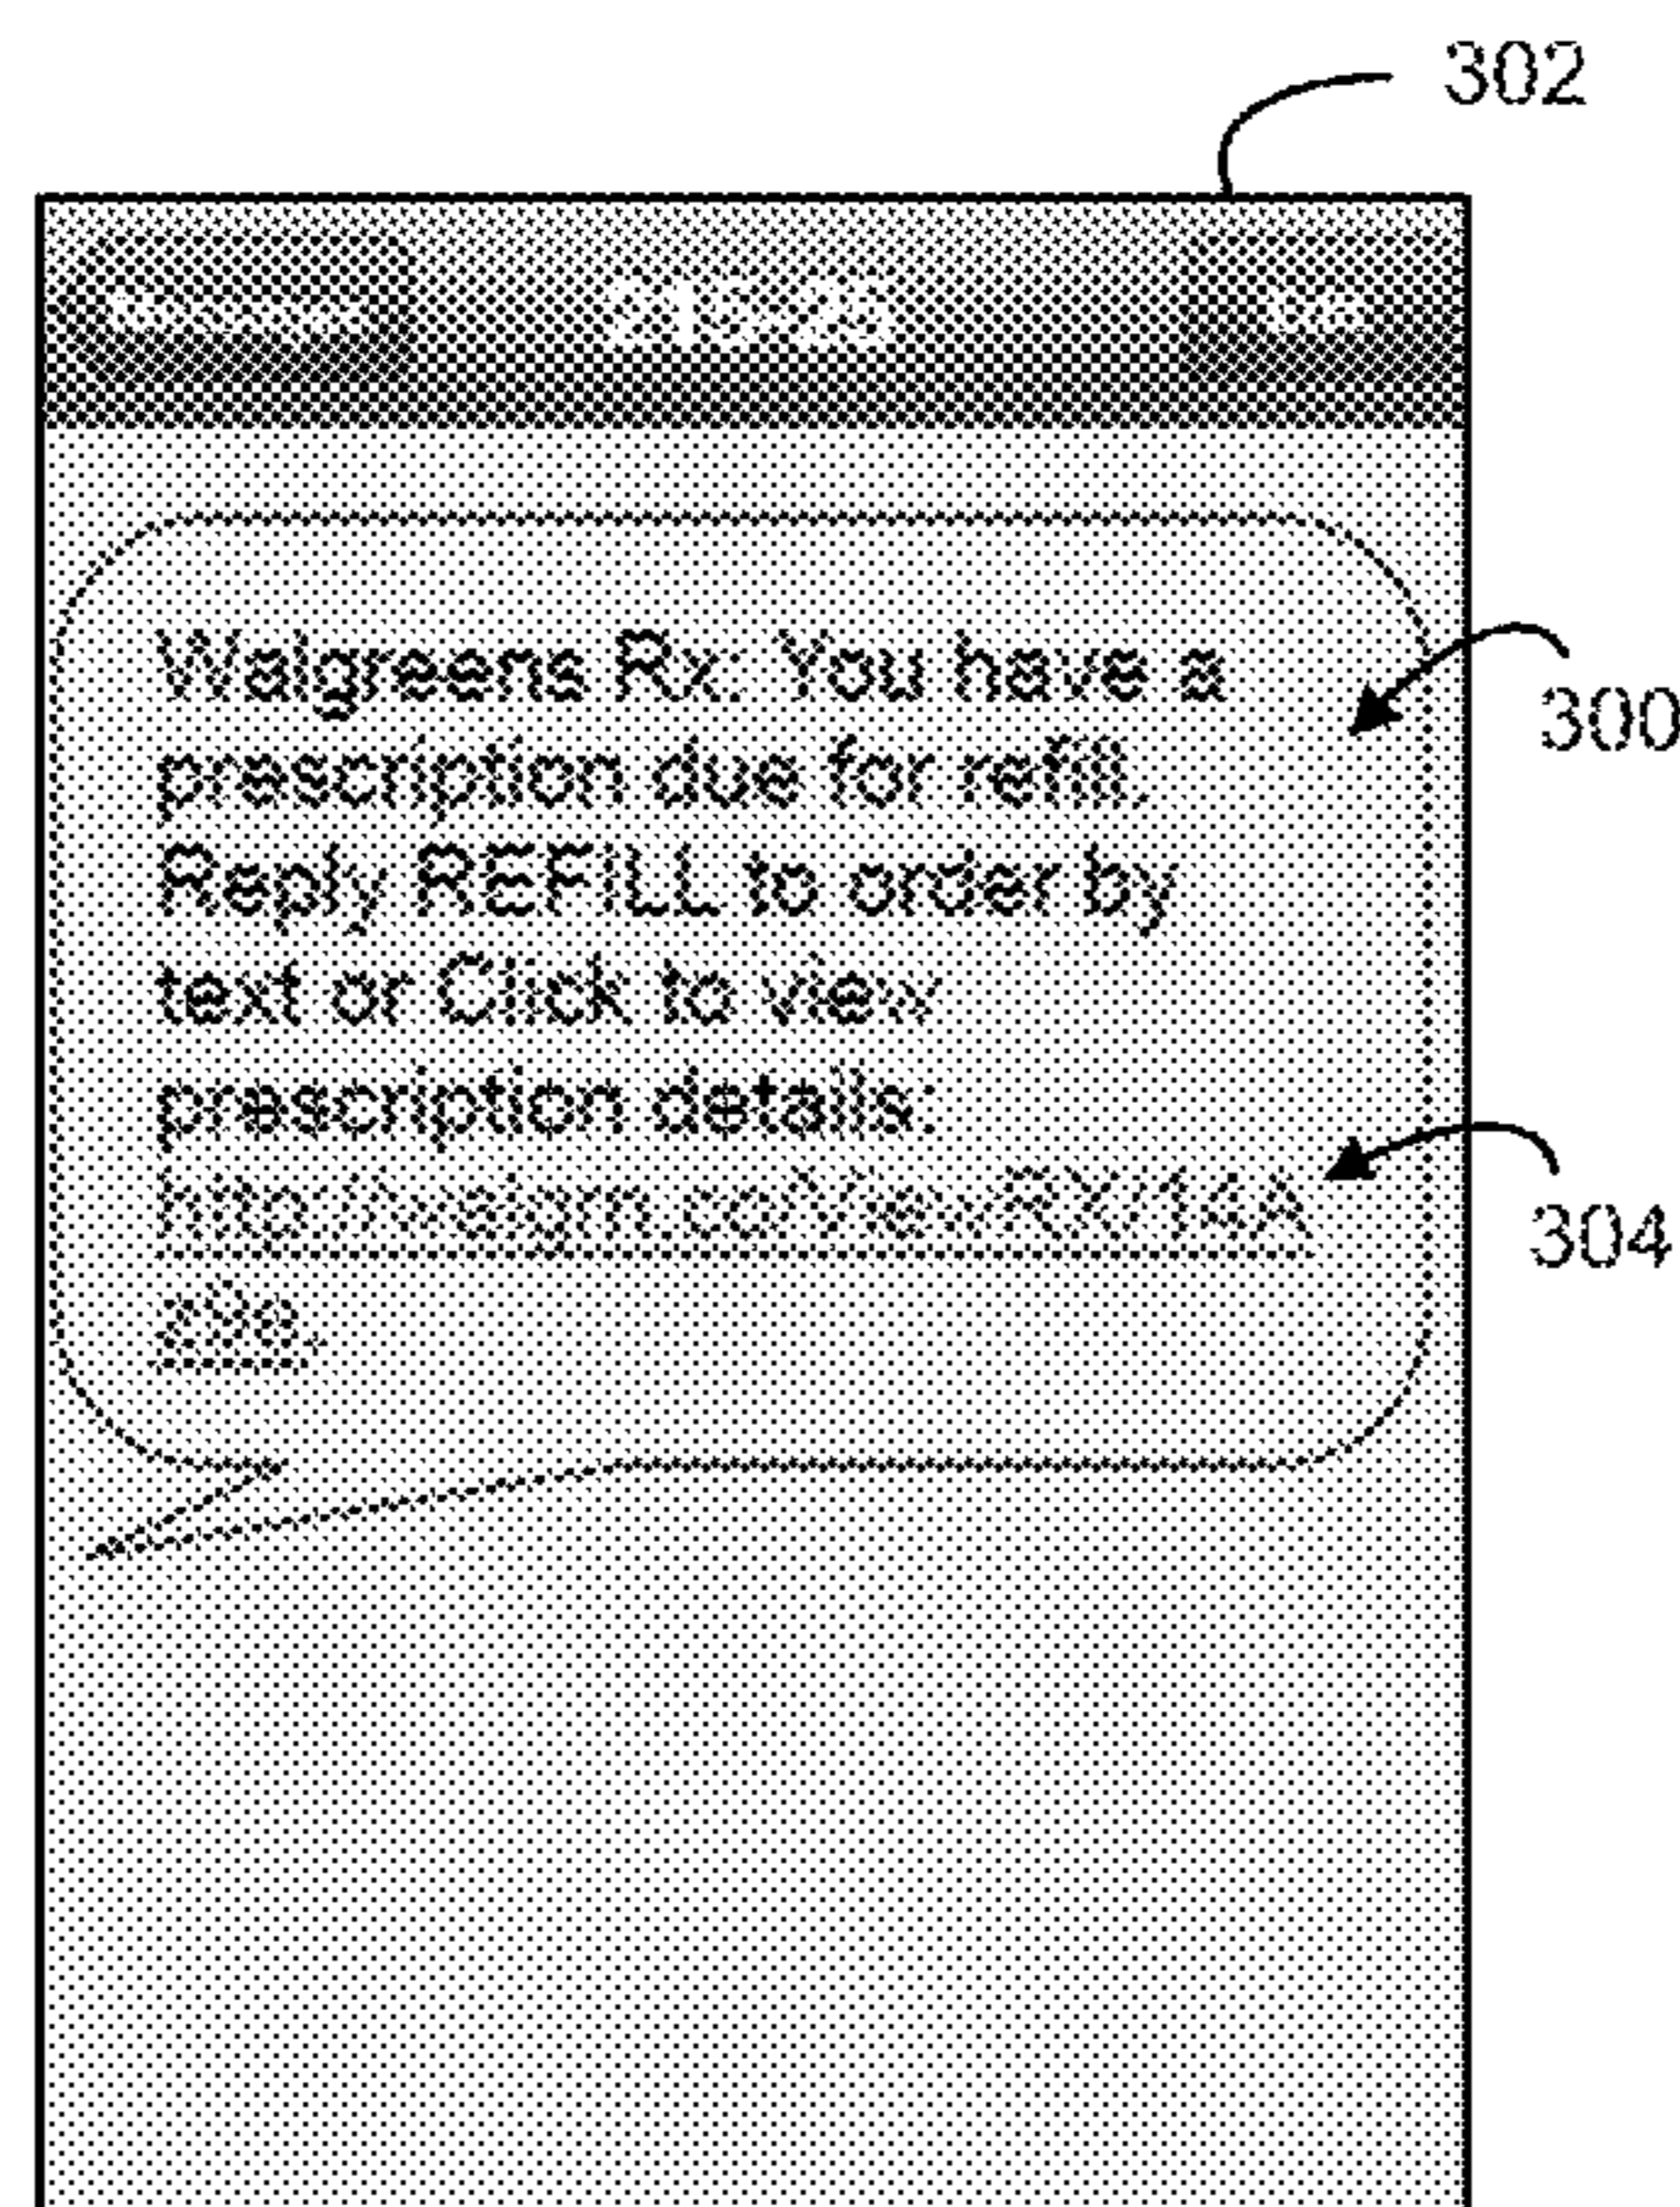 302
Walgreens Rx: You have a
300
prescription due for refill.
Reply REFILL to order by
text or Click to view
prescription details:
304